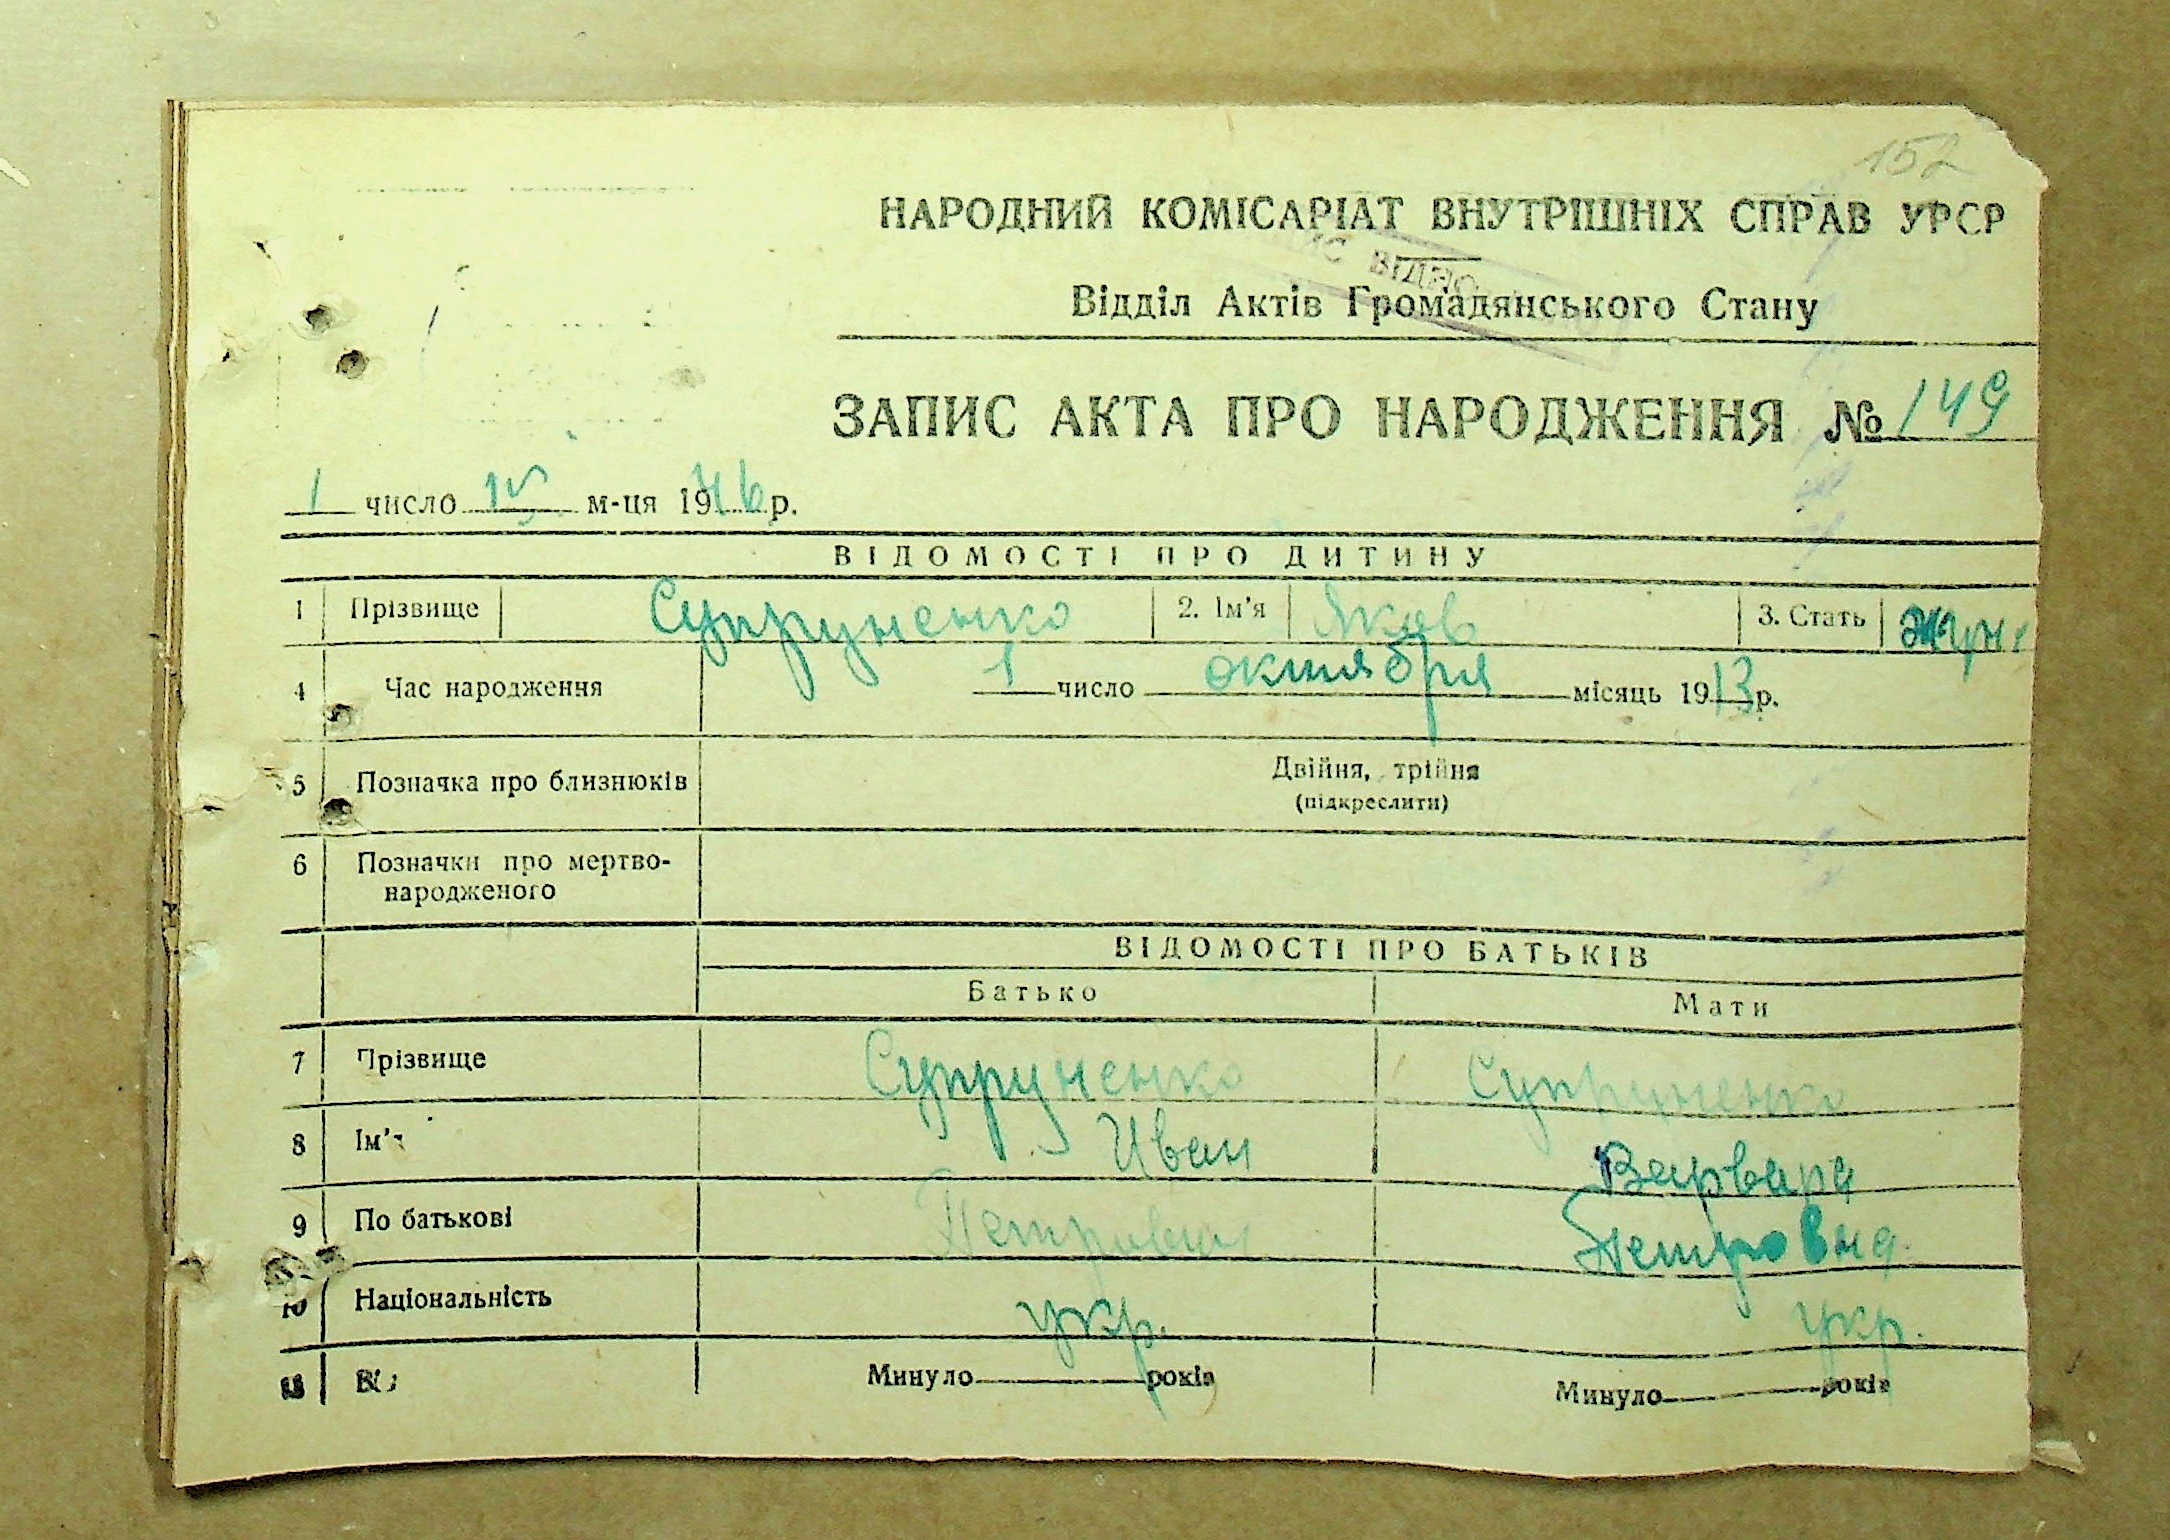 152
НАРОДНИЙ КОМІСАРІАТ ВНУТРІШНІХ СПРАВ УРСР
Відділ Актів Громадянського Стану
ЗАПИС АКТА ПРО НАРОДЖЕННЯ № 149
1 число м-ця 1946 р.
ВІДОМОСТІ ПРО ДИТИНУ
1 Прізвище Супруненко 2. Ім'я Яков 3. Стать
4 Час народження 1 число октября місяць 1913 р.
5 Позначка про близнюків Двійня, трійня
(підкреслити)
6 Позначки про мертво-
народженого
ВІДОМОСТІ ПРО БАТЬКІВ
Батько Мати
7 Прізвище Супруненко Супруненко
8 Ім'я Иван Варвара
9 По батькові Петрович Петровна
10 Національність укр. укр.
Минуло років Минуло років